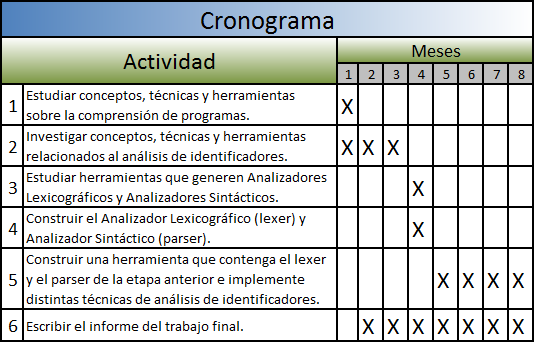 Cronograma
Actividad
Meses
1 2 3 4 5 6 7 8
1 Estudiar conceptos, técnicas y herramientas X
sobre la comprensión de programas.
2 Investigar conceptos, técnicas y herramientas X X X
relacionados al análisis de identificadores.
3 Estudiar herramientas que generen Analizadores X
Lexicográficos y Analizadores Sintácticos.
4 Construir el Analizador Lexicográfico (lexer) y X
Analizador Sintáctico (parser).
5 Construir una herramienta que contenga el lexer
y el parser de la etapa anterior e implemente X X X X
distintas técnicas de análisis de identificadores.
6 Escribir el informe del trabajo final. X X X X X X X